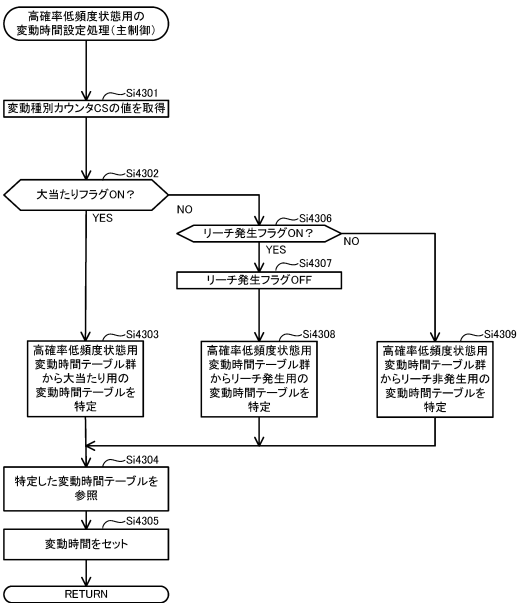 高確率低頻度状態用の
変動時間設定処理（主制御）
Si4301
変動種別カウンタCSの値を取得
Si4302
大当たりフラグON？
YES
NO
Si4306
リーチ発生フラグON？
YES
NO
Si4307
リーチ発生フラグOFF
Si4303
高確率低頻度状態用
変動時間テーブル群
から大当たり用の
変動時間テーブルを
特定
Si4308
高確率低頻度状態用
変動時間テーブル群
からリーチ発生用の
変動時間テーブルを
特定
Si4309
高確率低頻度状態用
変動時間テーブル群
からリーチ非発生用の
変動時間テーブルを
特定
Si4304
特定した変動時間テーブルを
参照
Si4305
変動時間をセット
RETURN